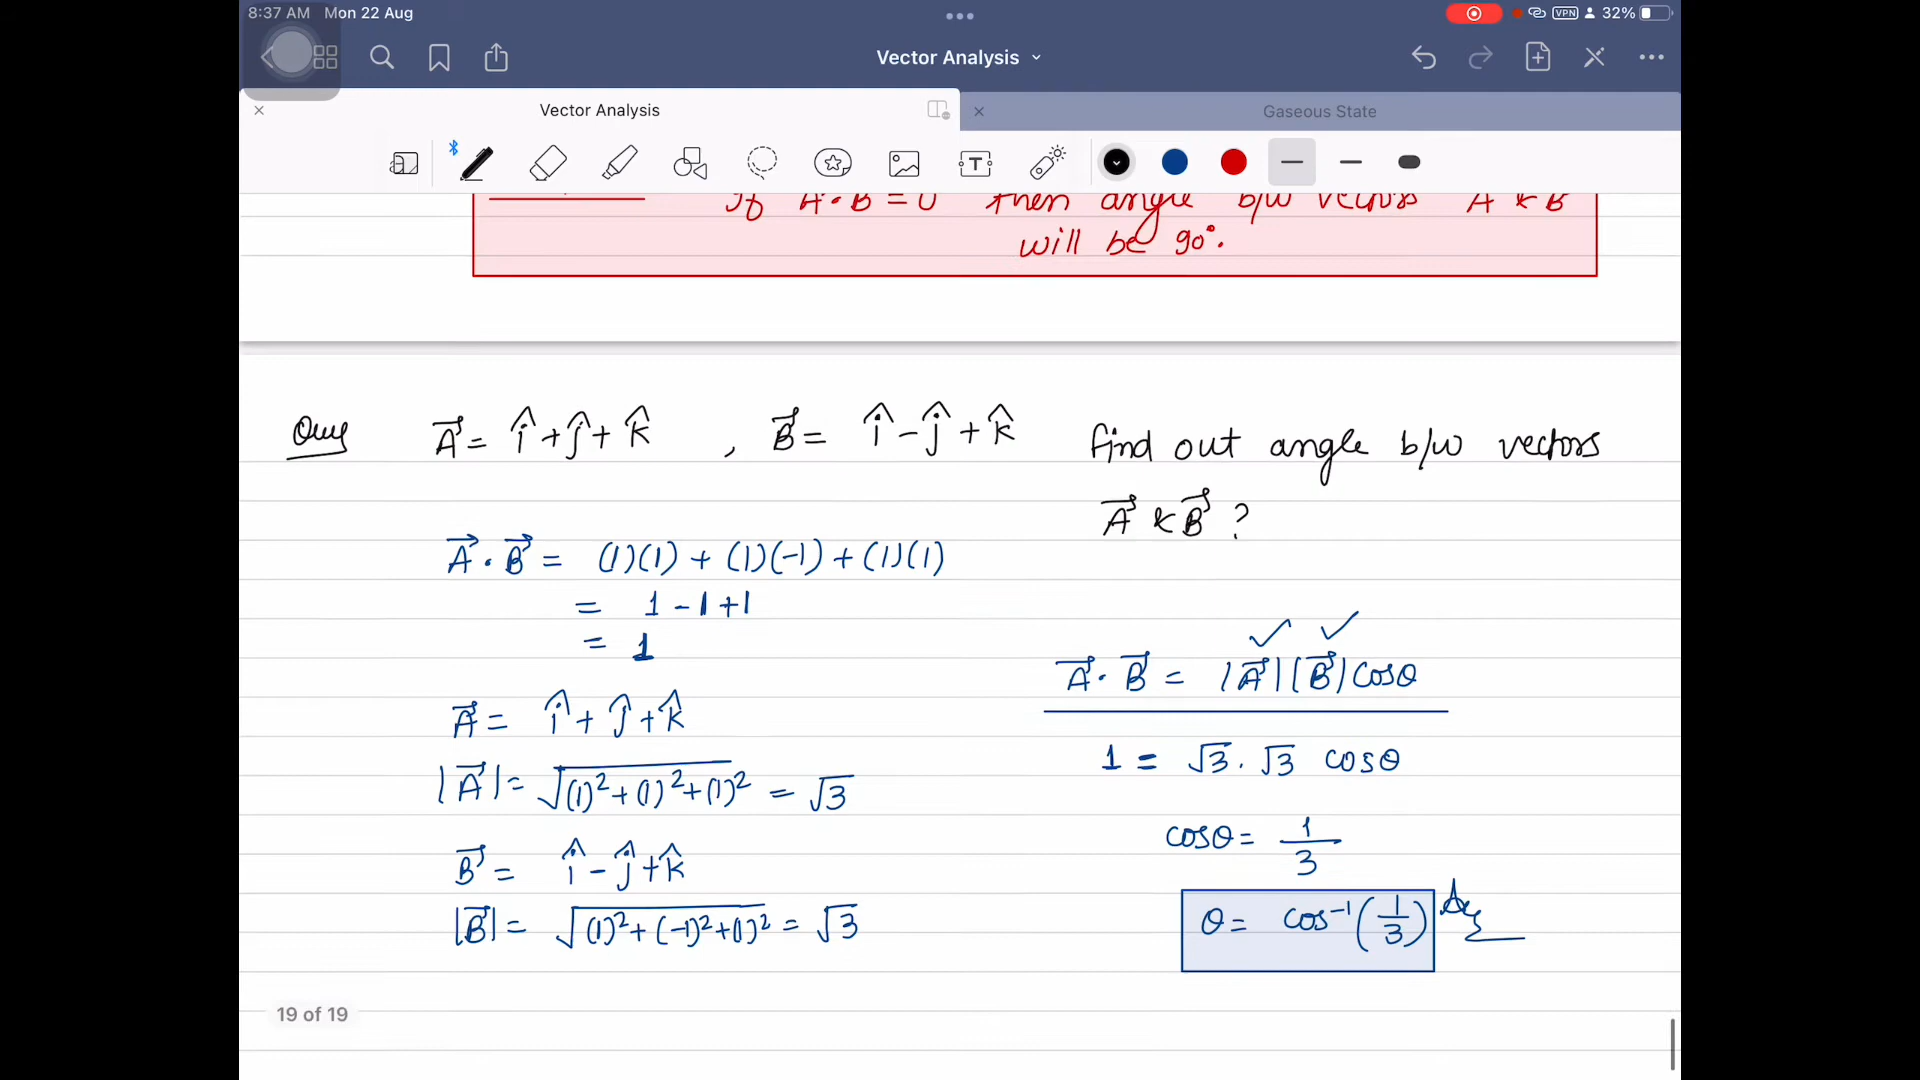 8:37 AM Mon 22 Aug
VPN 32%
Vector Analysis
Vector Analysis
Gaseous State
If A⃗·B⃗ = 0 then angle b/w vectors A⃗ & B⃗
will be 90°.
Ques A⃗ = î + ĵ + k̂ , B⃗ = î - ĵ + k̂ Find out angle b/w vectors
A⃗ & B⃗ ?
A⃗·B⃗ = (1)(1) + (1)(-1) + (1)(1)
= 1 - 1 + 1
= 1
A⃗ = î + ĵ + k̂
|A⃗| = √(1)²+(1)²+(1)² = √3
B⃗ = î - ĵ + k̂
|B⃗| = √(1)²+(-1)²+(1)² = √3
A⃗·B⃗ = |A⃗||B⃗|cosθ
1 = √3 . √3 cosθ
cosθ = 1/3
θ = cos⁻¹(1/3) Ans
19 of 19